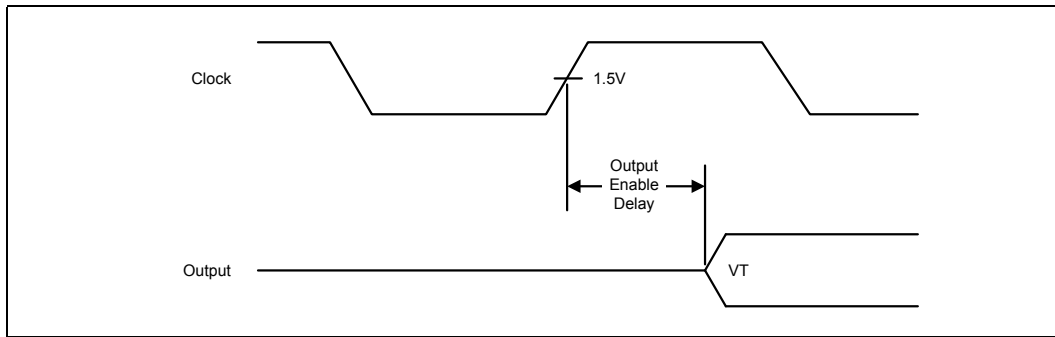 Clock
1.5V
Output
Enable
Delay
Output
VT